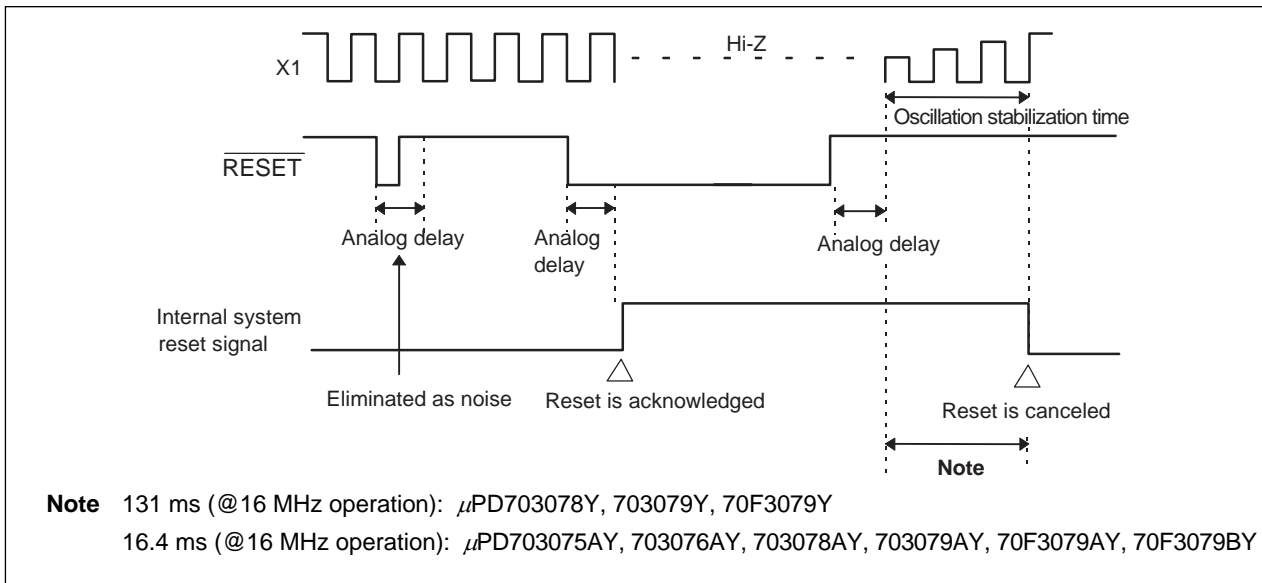 Hi-Z
X1
Oscillation stabilization time
RESET
Analog delay
Analog
delay
Analog delay
Internal system
reset signal
Eliminated as noise
Reset is acknowledged
Reset is canceled
Note
Note 131 ms (@16 MHz operation): μPD703078Y, 703079Y, 70F3079Y
16.4 ms (@16 MHz operation): μPD703075AY, 703076AY, 703078AY, 703079AY, 70F3079AY, 70F3079BY